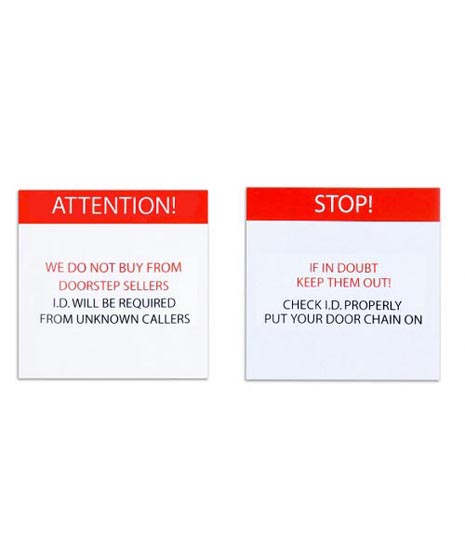 ATTENTION!
WE DO NOT BUY FROM
DOORSTEP SELLERS
I.D. WILL BE REQUIRED
FROM UNKNOWN CALLERS
STOP!
IF IN DOUBT
KEEP THEM OUT!
CHECK I.D. PROPERLY
PUT YOUR DOOR CHAIN ON